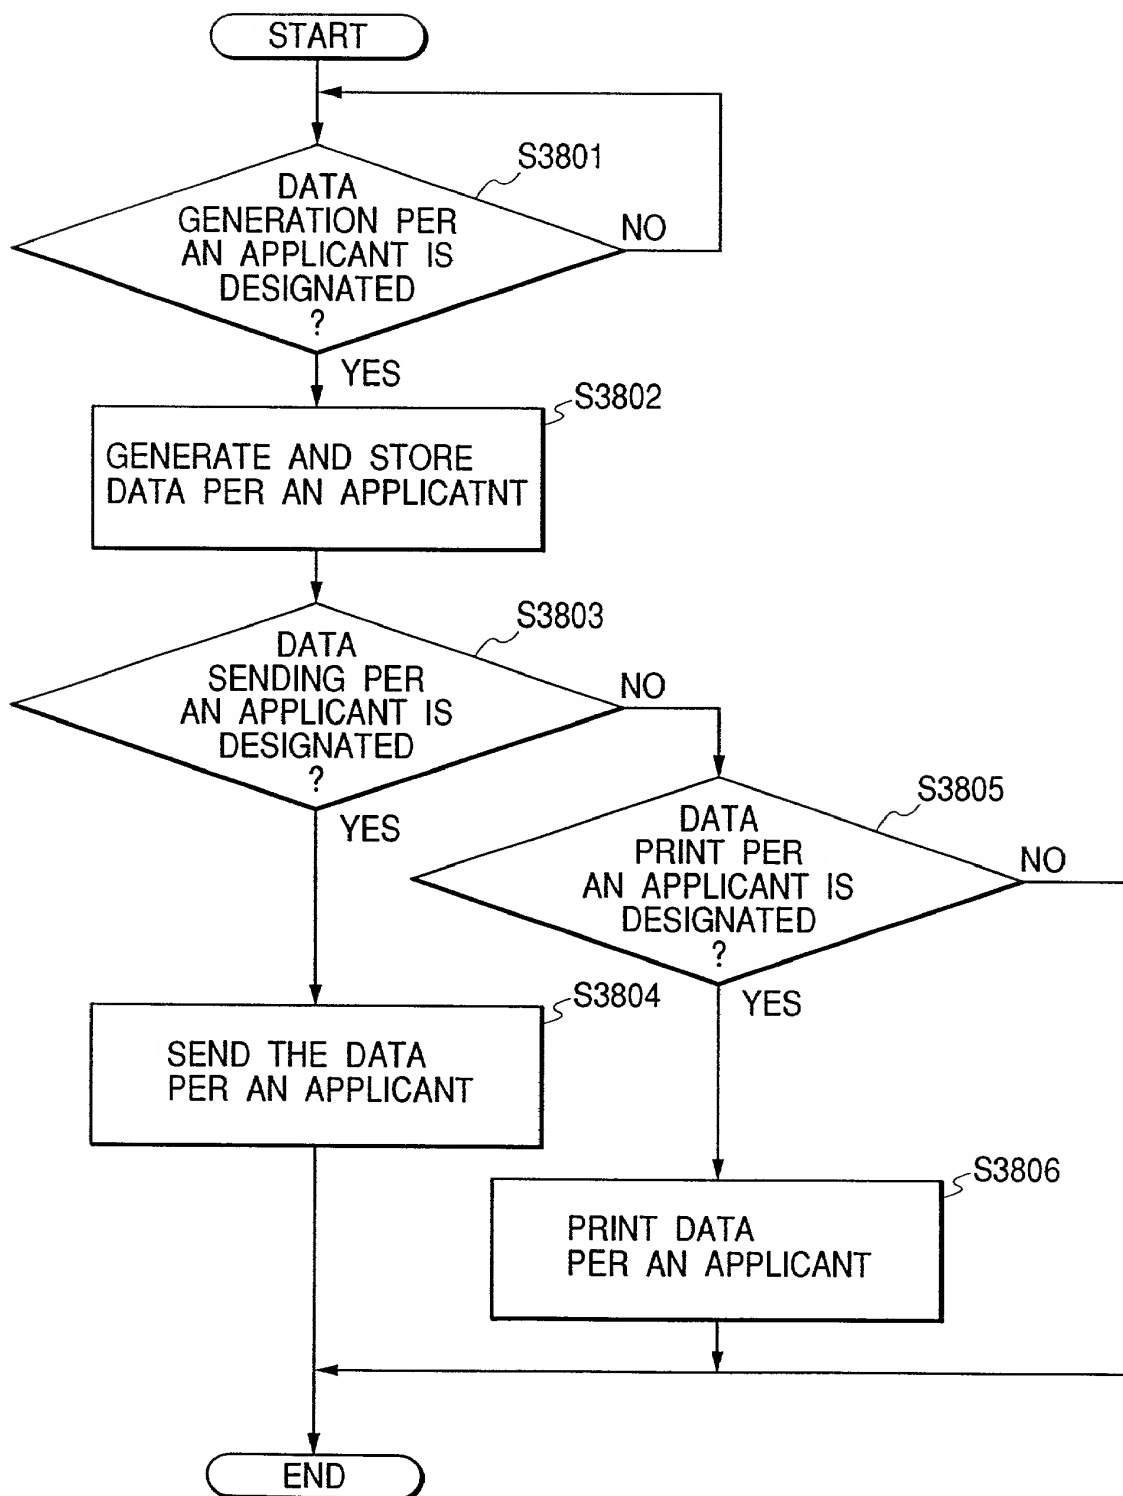 START
S3801
DATA
GENERATION PER
AN APPLICANT IS
DESIGNATED
?
NO
YES
S3802
GENERATE AND STORE
DATA PER AN APPLICATNT
S3803
DATA
SENDING PER
AN APPLICANT IS
DESIGNATED
?
NO
YES
S3805
DATA
PRINT PER
AN APPLICANT IS
DESIGNATED
?
NO
YES
S3804
SEND THE DATA
PER AN APPLICANT
S3806
PRINT DATA
PER AN APPLICANT
END